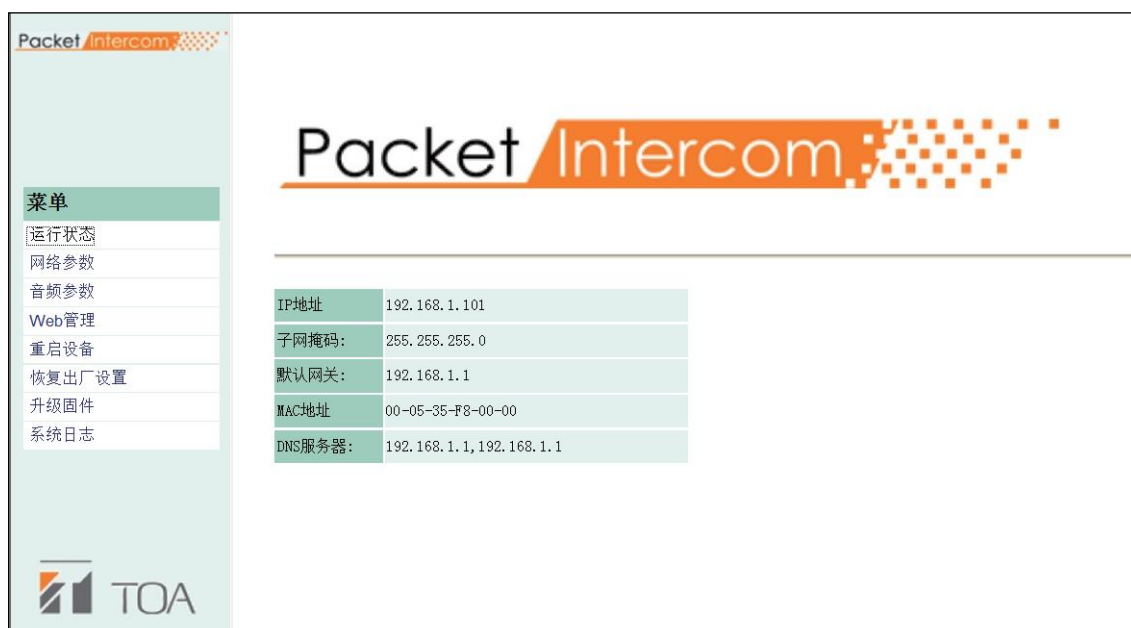 Packet Intercom
菜单
运行状态
网络参数
音频参数
Web管理
重启设备
恢复出厂设置
升级固件
系统日志
TOA
Packet Intercom
IP地址 192.168.1.101
子网掩码: 255.255.255.0
默认网关: 192.168.1.1
MAC地址 00-05-35-F8-00-00
DNS服务器: 192.168.1.1,192.168.1.1